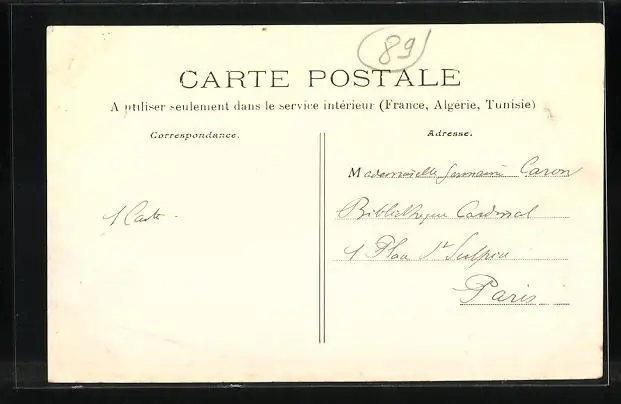 89
CARTE POSTALE
A utiliser seulement dans le service intérieur (France, Algérie, Tunisie)
Correspondance.
Adresse.
Mademoiselle Germaine Caron
1 Carte.
Bibliothèque Cardinal
1 Place St Sulpice
Paris